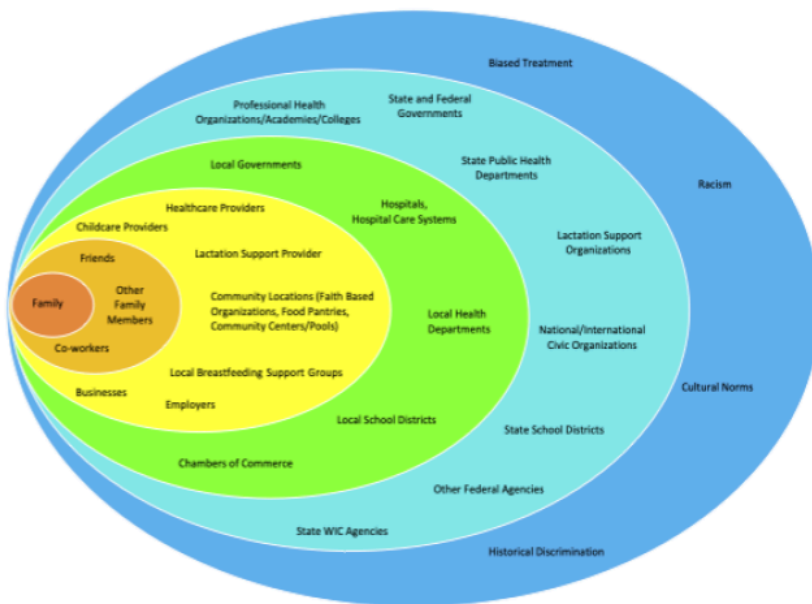 Biased Treatment
Professional Health
Organizations/Academies/Colleges
State and Federal
Governments
Local Governments
State Public Health
Departments
Racism
Healthcare Providers
Hospitals,
Hospital Care Systems
Childcare Providers
Lactation Support
Organizations
Friends
Lactation Support Provider
Family
Other
Family
Members
Community Locations (Faith Based
Organizations, Food Pantries,
Community Centers/Pools)
Local Health
Departments
National/International
Civic Organizations
Co-workers
Local Breastfeeding Support Groups
Cultural Norms
Businesses
Employers
Local School Districts
State School Districts
Chambers of Commerce
Other Federal Agencies
State WIC Agencies
Historical Discrimination